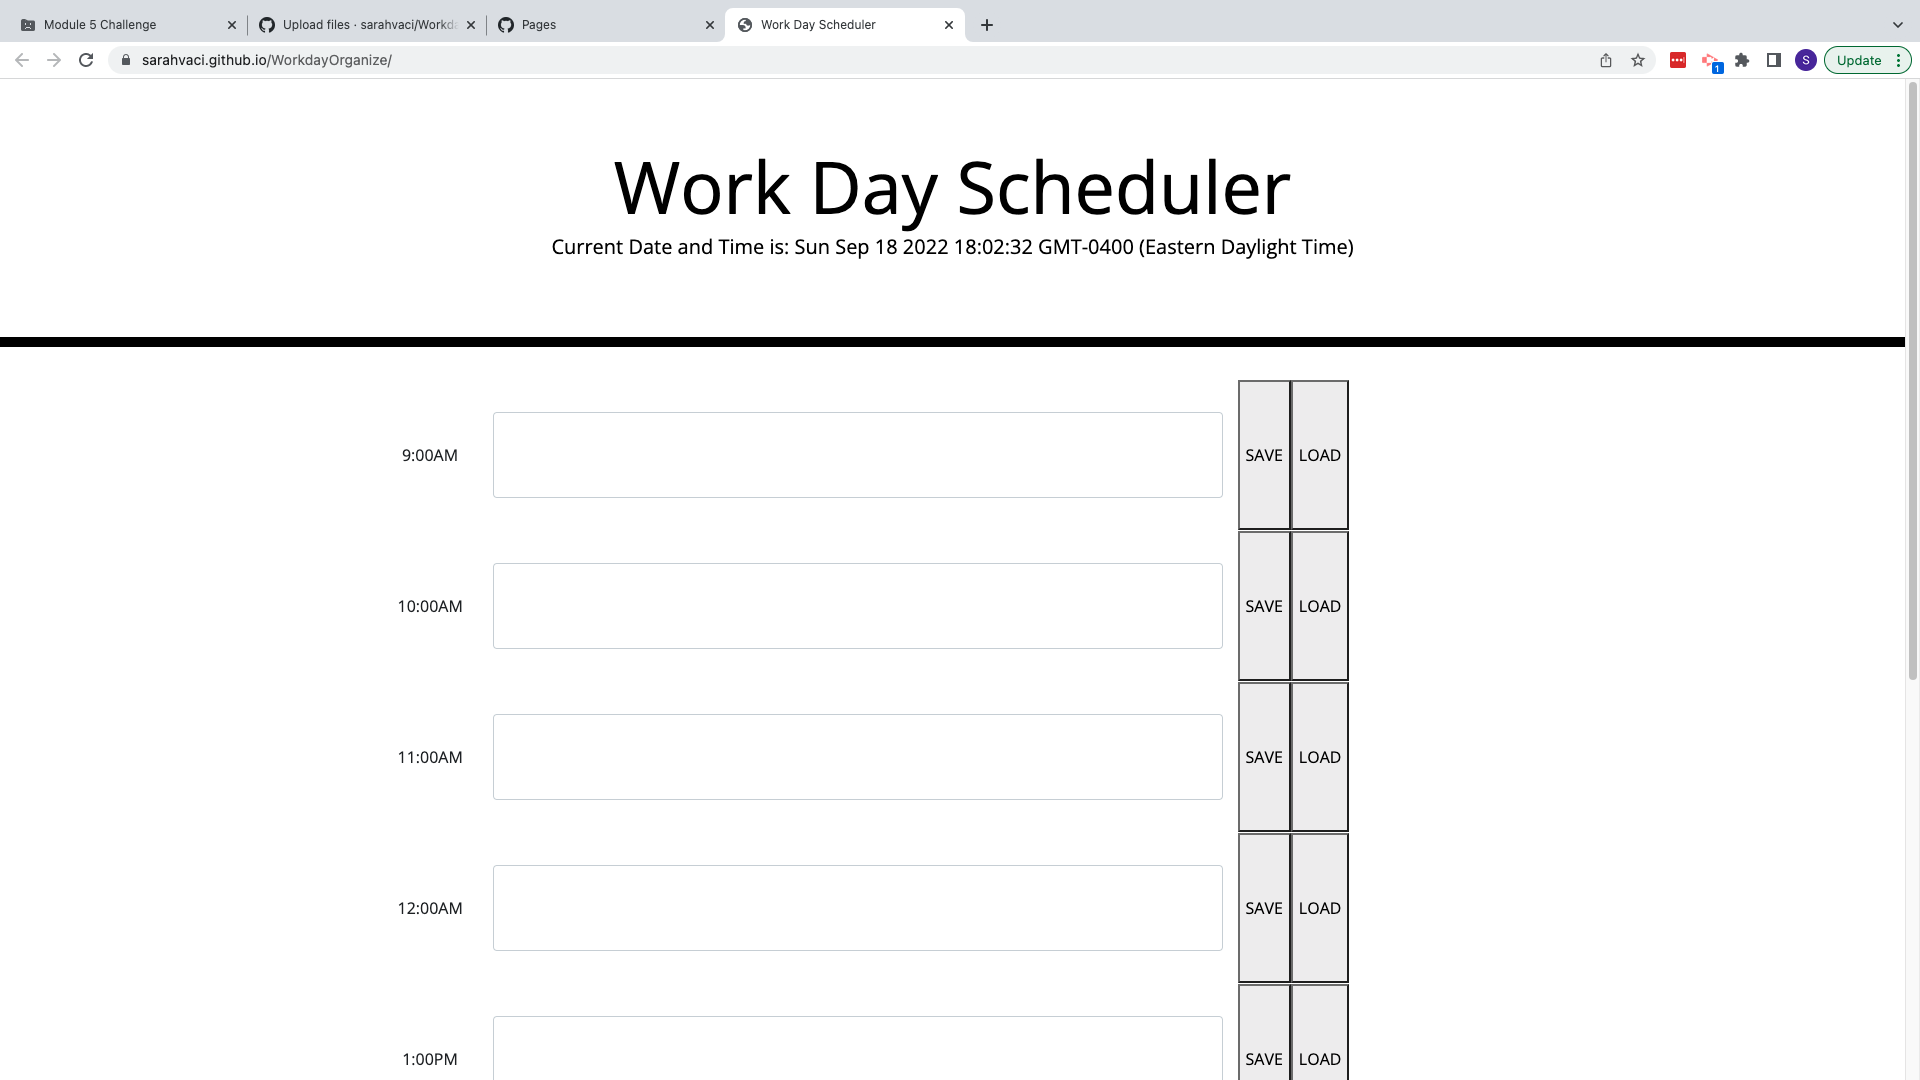 Module 5 Challenge
Upload files · sarahvaci/Workda
Pages
Work Day Scheduler
sarahvaci.github.io/WorkdayOrganize/
1
S
Update
Work Day Scheduler
Current Date and Time is: Sun Sep 18 2022 18:02:32 GMT-0400 (Eastern Daylight Time)
9:00AM
SAVE LOAD
10:00AM
SAVE LOAD
11:00AM
SAVE LOAD
12:00AM
SAVE LOAD
1:00PM
SAVE LOAD